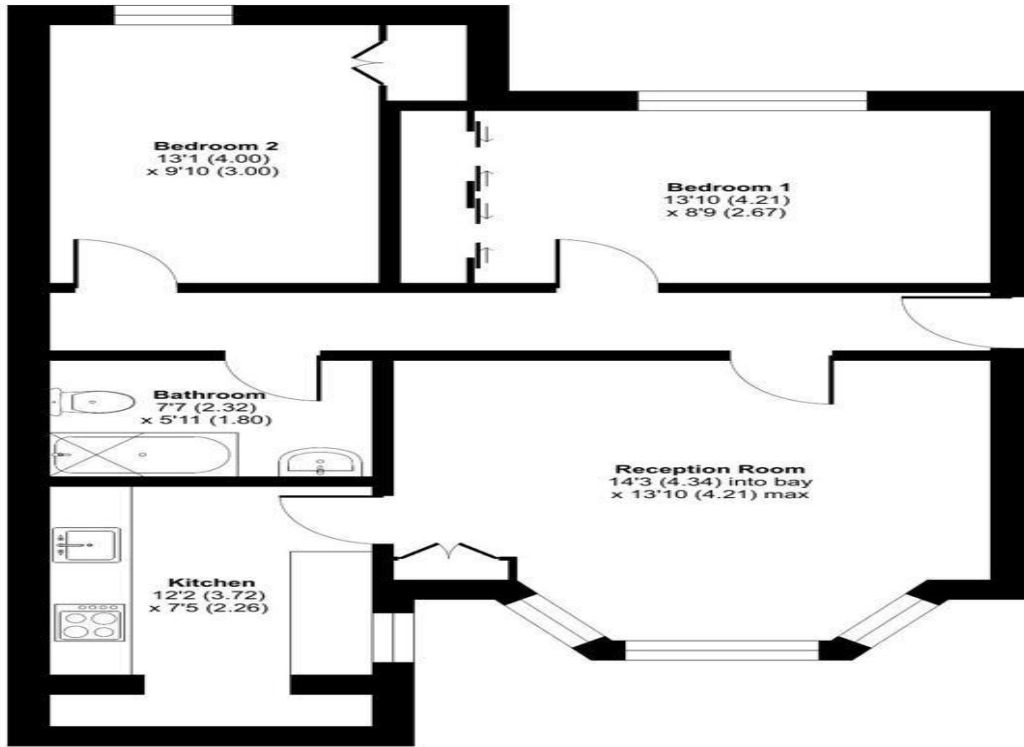 Bedroom 2
13'1 (4.00)
x 9'10 (3.00)
Bedroom 1
13'10 (4.21)
x 8'9 (2.67)
Bathroom
7'7 (2.32)
x 5'11 (1.80)
Reception Room
14'3 (4.34) into bay
x 13'10 (4.21) max
Kitchen
12'2 (3.72)
x 7'5 (2.26)